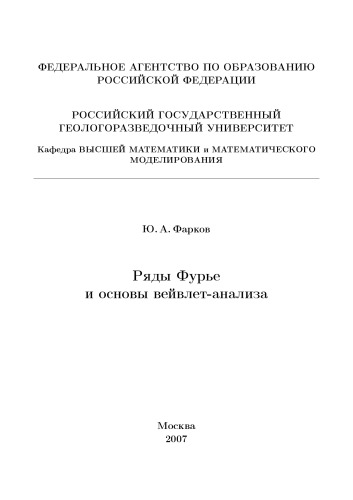 ФЕДЕРАЛЬНОЕ АГЕНТСТВО ПО ОБРАЗОВАНИЮ
РОССИЙСКОЙ ФЕДЕРАЦИИ
РОССИЙСКИЙ ГОСУДАРСТВЕННЫЙ
ГЕОЛОГОРАЗВЕДОЧНЫЙ УНИВЕРСИТЕТ
Кафедра ВЫСШЕЙ МАТЕМАТИКИ и МАТЕМАТИЧЕСКОГО
МОДЕЛИРОВАНИЯ
Ю. А. Фарков
Ряды Фурье
и основы вейвлет-анализа
Москва
2007